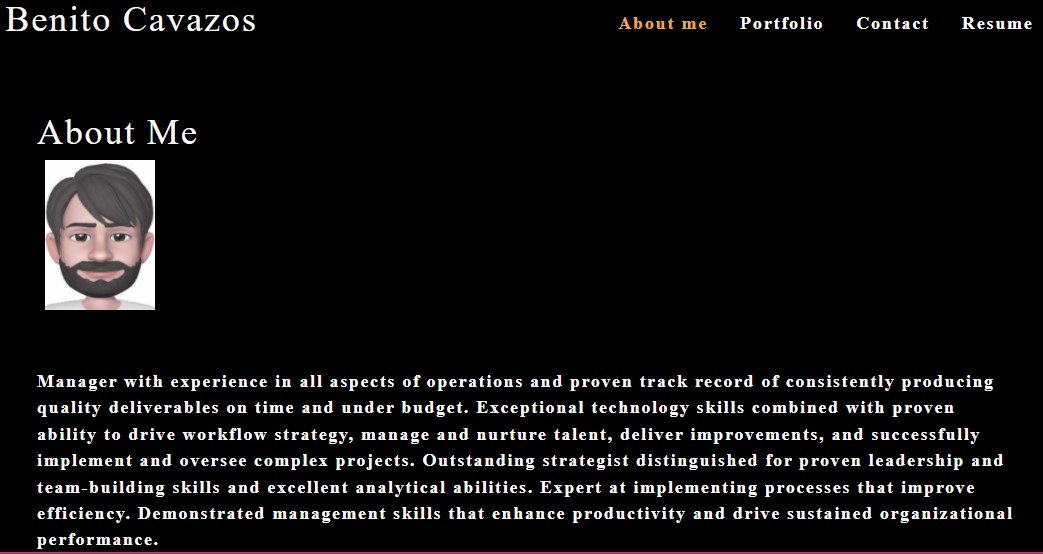 Benito Cavazos
About me Portfolio Contact Resume
About Me
Manager with experience in all aspects of operations and proven track record of consistently producing
quality deliverables on time and under budget. Exceptional technology skills combined with proven
ability to drive workflow strategy, manage and nurture talent, deliver improvements, and successfully
implement and oversee complex projects. Outstanding strategist distinguished for proven leadership and
team-building skills and excellent analytical abilities. Expert at implementing processes that improve
efficiency. Demonstrated management skills that enhance productivity and drive sustained organizational
performance.